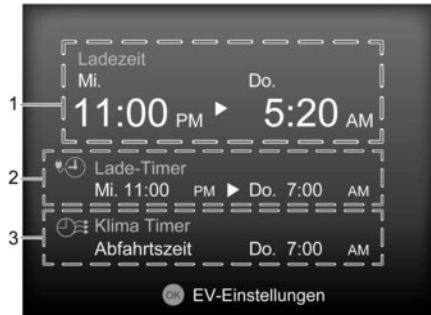 Ladezeit
Mi. Do.
1 11:00 PM ▶ 5:20 AM
2 Lade-Timer
Mi. 11:00 PM ▶ Do. 7:00 AM
3 Klima Timer
Abfahrtszeit Do. 7:00 AM
OK EV-Einstellungen